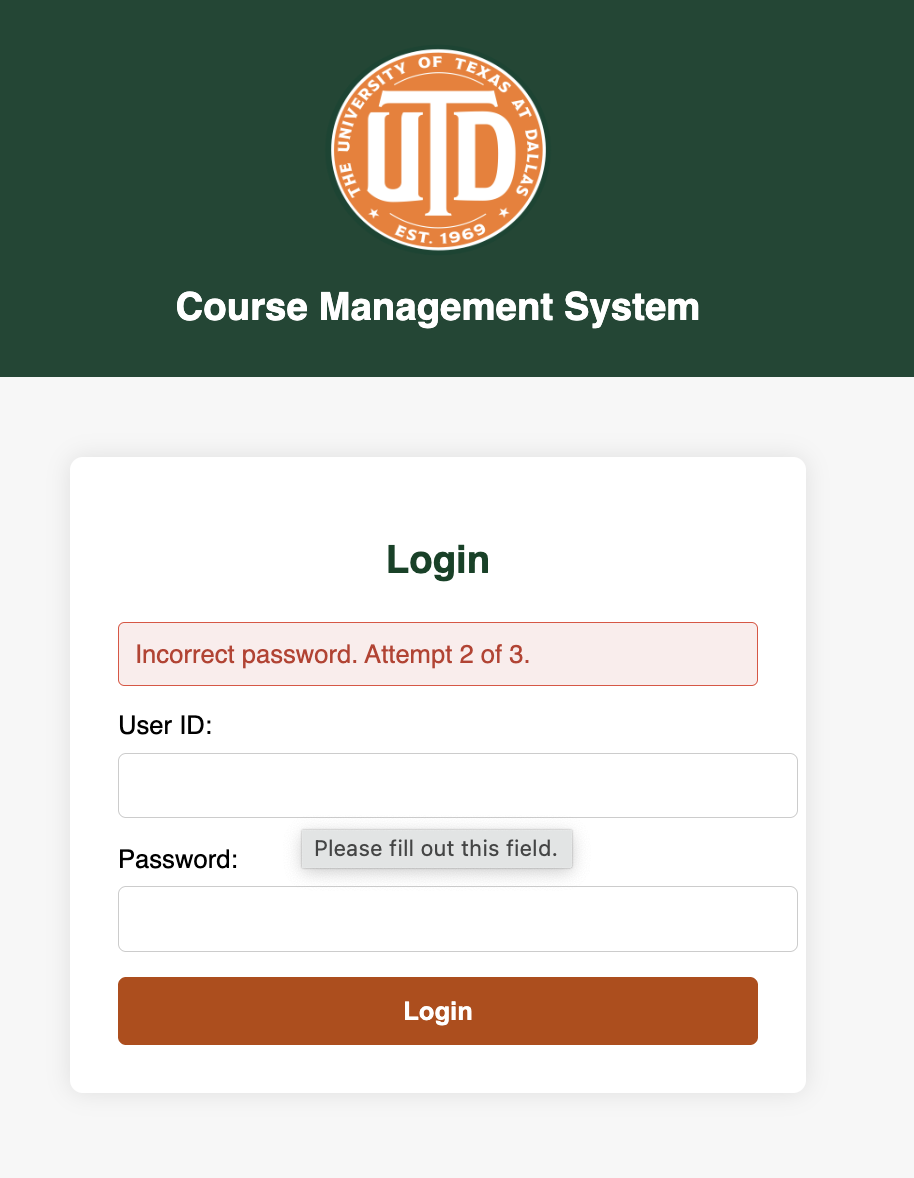 THE UNIVERSITY OF TEXAS AT DALLAS
UTD
EST. 1969
Course Management System
Login
Incorrect password. Attempt 2 of 3.
User ID:
Please fill out this field.
Password:
Login